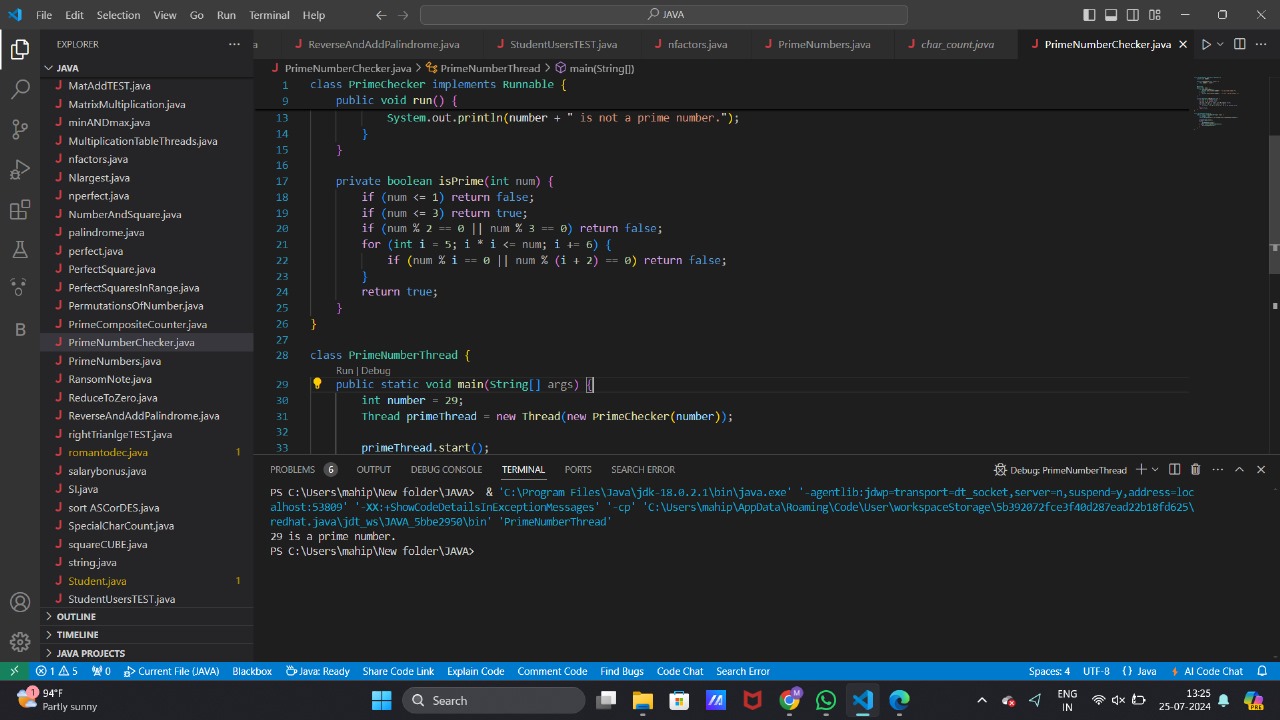 File Edit Selection View Go Run Terminal Help
JAVA
EXPLORER
JAVA
MatAddTEST.java
MatrixMultiplication.java
minANDmax.java
MultiplicationTableThreads.java
nfactors.java
Nlargest.java
nperfect.java
NumberAndSquare.java
palindrome.java
perfect.java
PerfectSquare.java
PerfectSquaresInRange.java
PermutationsOfNumber.java
PrimeCompositeCounter.java
PrimeNumberChecker.java
PrimeNumbers.java
RansomNote.java
ReduceToZero.java
ReverseAndAddPalindrome.java
rightTrianlgeTEST.java
romantodec.java 1
salarybonus.java
SI.java
sort ASCorDES.java
SpecialCharCount.java
squareCUBE.java
string.java
Student.java 1
StudentUsersTEST.java
OUTLINE
TIMELINE
JAVA PROJECTS
a ReverseAndAddPalindrome.java StudentUsersTEST.java nfactors.java PrimeNumbers.java char_count.java PrimeNumberChecker.java
PrimeNumberChecker.java > PrimeNumberThread > main(String[])
1 class PrimeChecker implements Runnable {
9 public void run() {
13 System.out.println(number + " is not a prime number.");
14 }
15 }
16
17 private boolean isPrime(int num) {
18 if (num <= 1) return false;
19 if (num <= 3) return true;
20 if (num % 2 == 0 || num % 3 == 0) return false;
21 for (int i = 5; i * i <= num; i += 6) {
22 if (num % i == 0 || num % (i + 2) == 0) return false;
23 }
24 return true;
25 }
26 }
27
28 class PrimeNumberThread {
Run | Debug
29 public static void main(String[] args) {
30 int number = 29;
31 Thread primeThread = new Thread(new PrimeChecker(number));
32
33 primeThread.start();
PROBLEMS 6 OUTPUT DEBUG CONSOLE TERMINAL PORTS SEARCH ERROR Debug: PrimeNumberThread
PS C:\Users\mahip\New folder\JAVA> & 'C:\Program Files\Java\jdk-18.0.2.1\bin\java.exe' '-agentlib:jdwp=transport=dt_socket,server=n,suspend=y,address=loc
alhost:53809' '-XX:+ShowCodeDetailsInExceptionMessages' '-cp' 'C:\Users\mahip\AppData\Roaming\Code\User\workspaceStorage\5b392072fce3f40d287ead22b18fd625\
redhat.java\jdt_ws\JAVA_5bbe2950\bin' 'PrimeNumberThread'
29 is a prime number.
PS C:\Users\mahip\New folder\JAVA>
1 5 0 Current File (JAVA) Blackbox Java: Ready Share Code Link Explain Code Comment Code Find Bugs Code Chat Search Error Spaces: 4 UTF-8 {} Java AI Code Chat
1 94°F
Partly sunny
Search
ENG
IN
13:25
25-07-2024